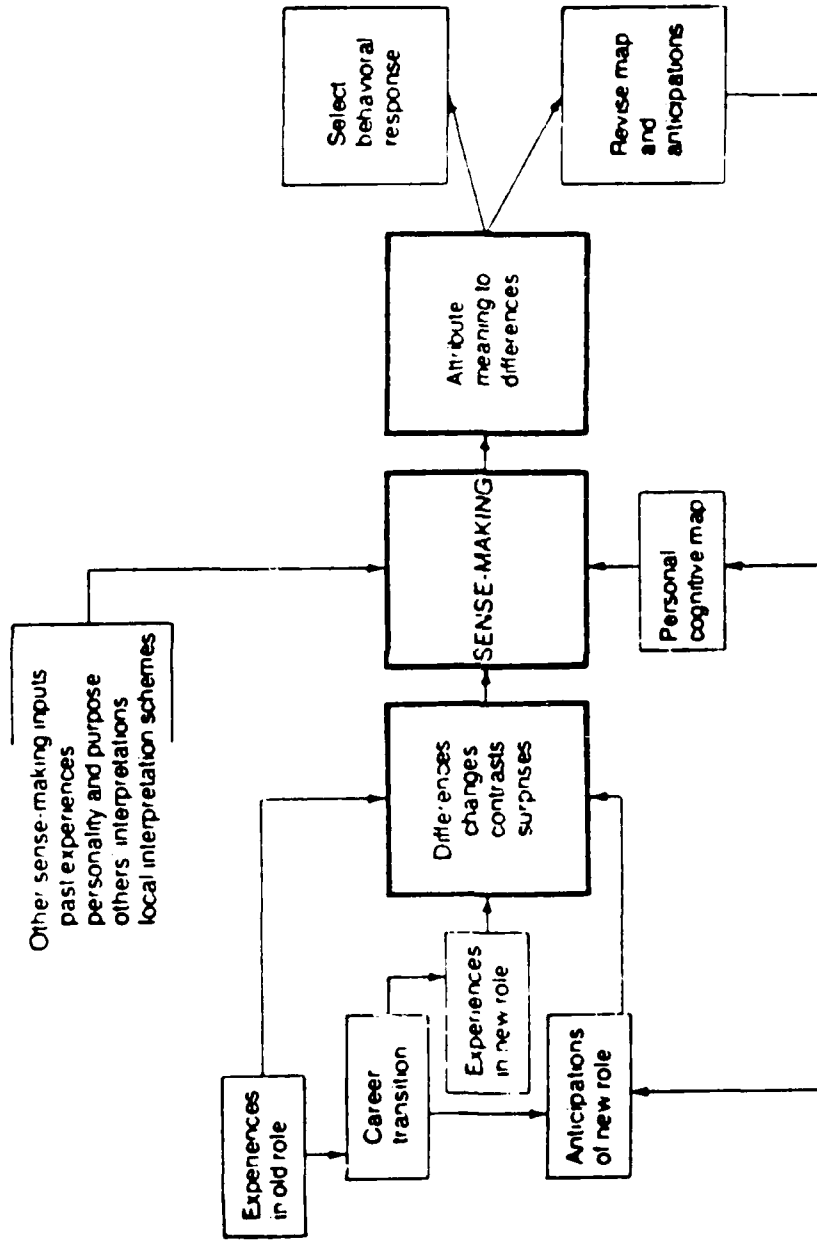 Other sense-making inputs
past experiences
personality and purpose
others' interpretations
local interpretation schemes
Experiences
in old role
Career
transition
Experiences
in new role
Anticipations
of new role
Differences
changes
contrasts
surprises
SENSE-MAKING
Personal
cognitive map
Attribute
meaning to
differences
Select
behavioral
response
Revise map
and
anticipations